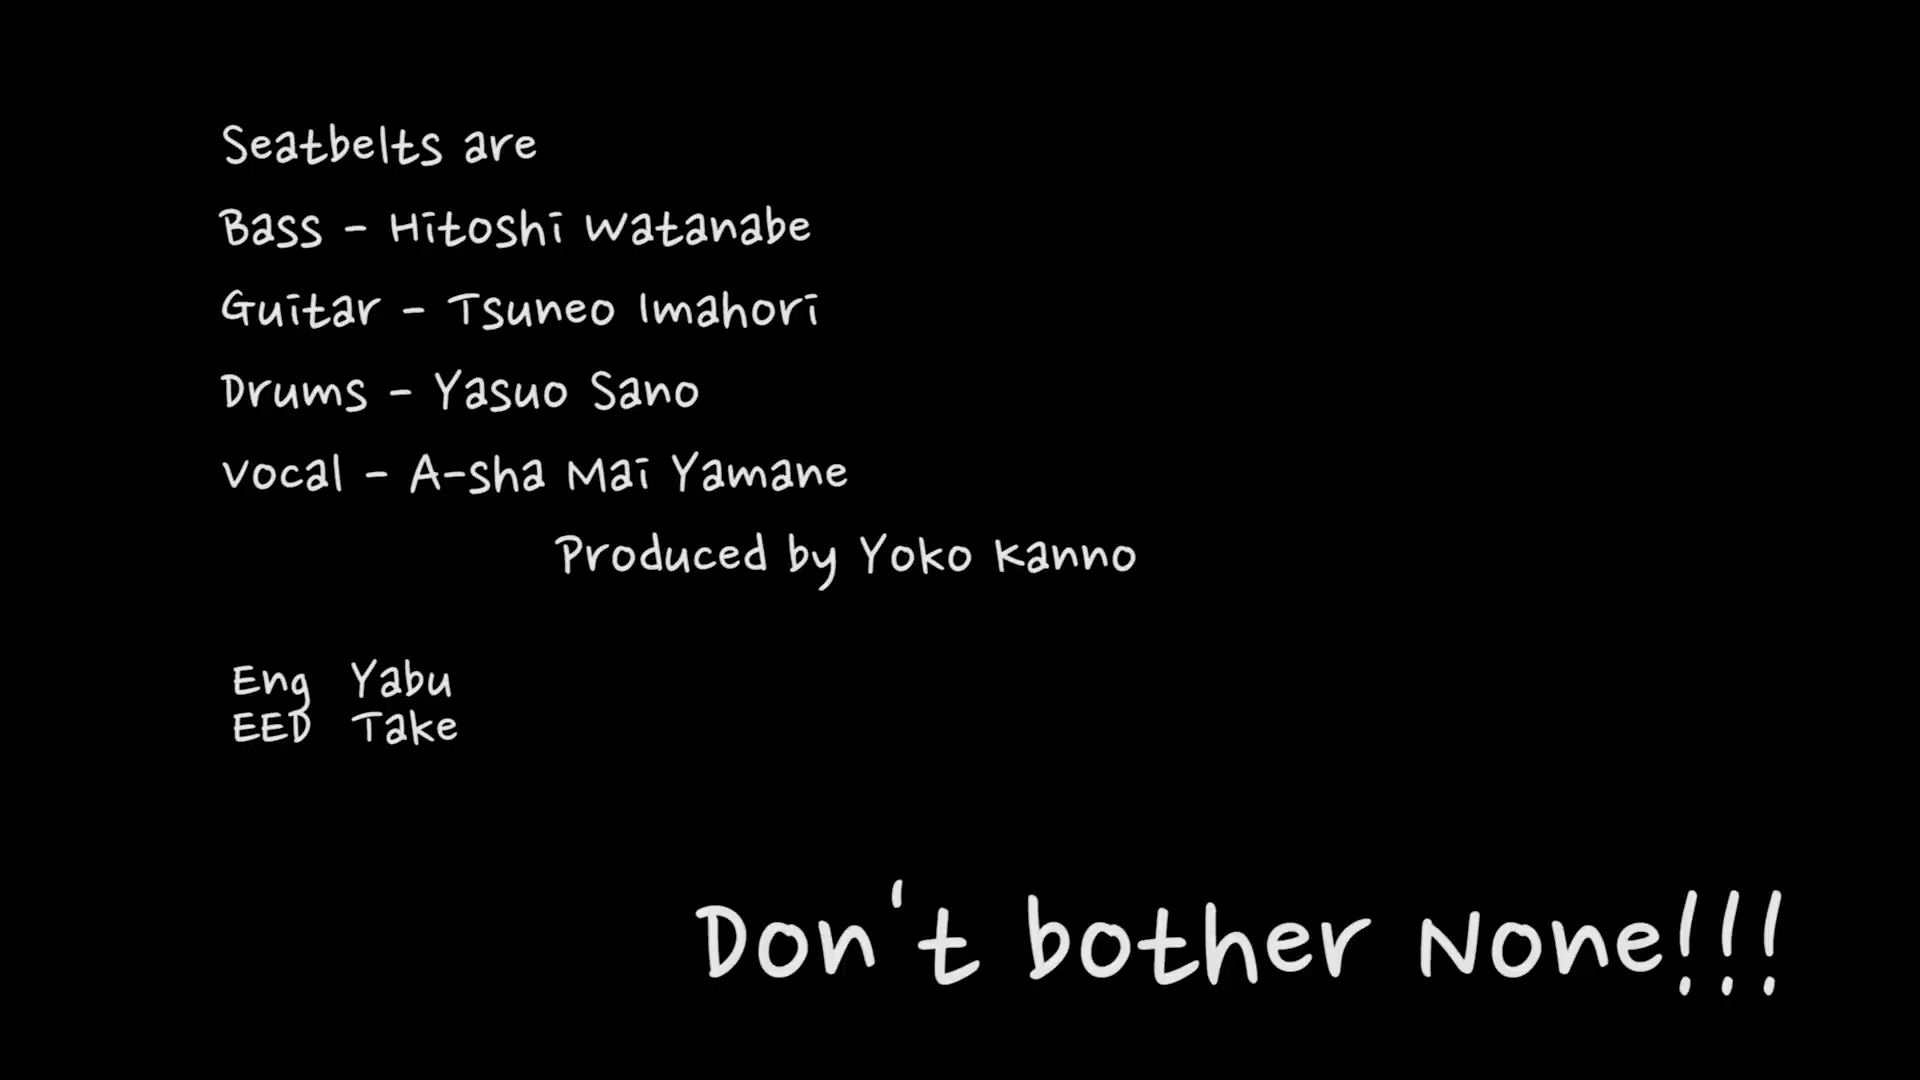 Seatbelts are
Bass - Hitoshi Watanabe
Guitar - Tsuneo Imahori
Drums - Yasuo Sano
vocal - A-sha Mai Yamane
Produced by Yoko Kanno
Eng Yabu
EED Take
Don't bother None!!!